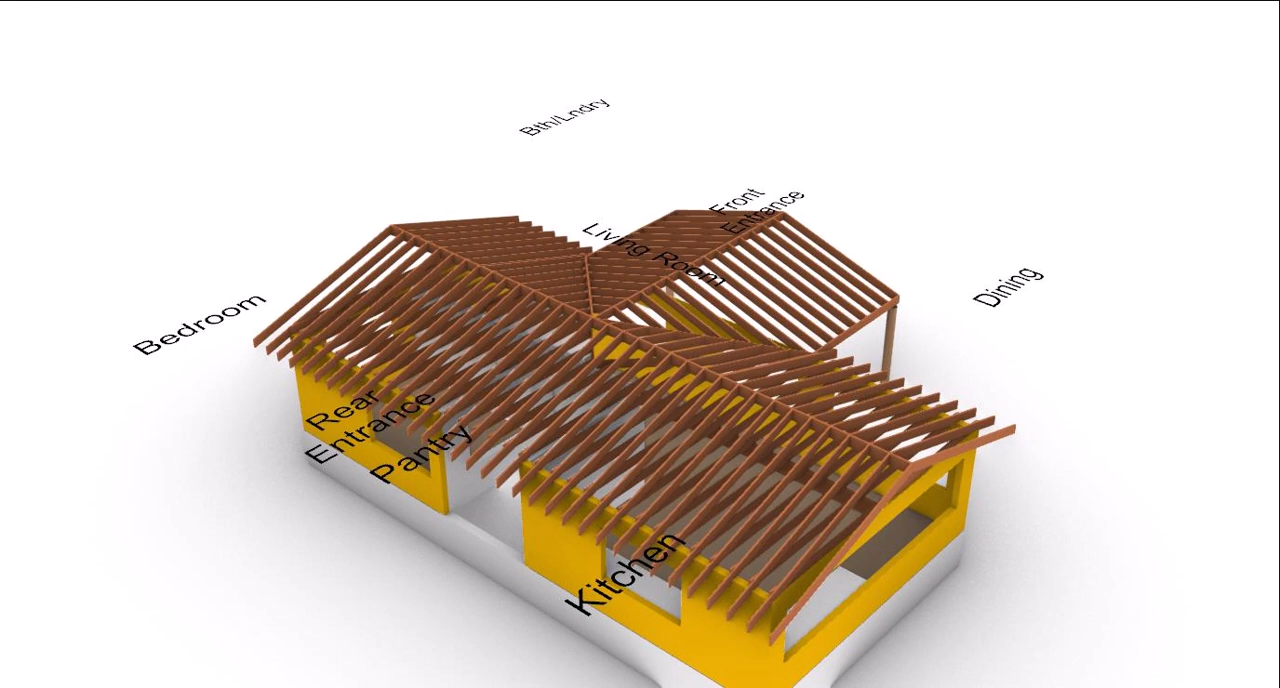 Bth/Lndry
Front
Entrance
Living Room
Dining
Bedroom
Rear
Entrance
Pantry
Kitchen